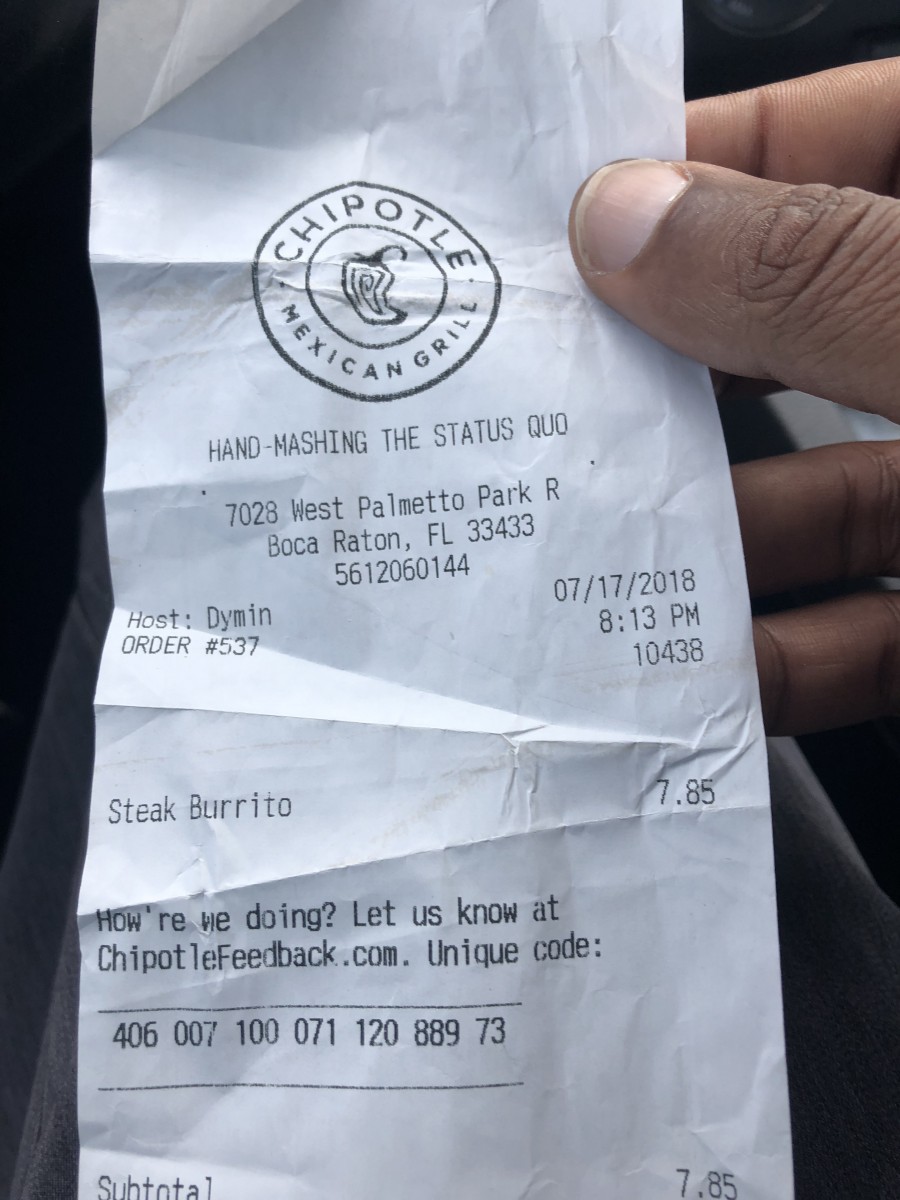 CHIPOTLE
MEXICAN GRILL
HAND-MASHING THE STATUS QUO
7028 West Palmetto Park R
Boca Raton, FL 33433
5612060144
07/17/2018
Host: Dymin 8:13 PM
ORDER #537 10438
Steak Burrito 7.85
How're we doing? Let us know at
ChipotleFeedback.com. Unique code:
406 007 100 071 120 889 73
Subtotal 7.85